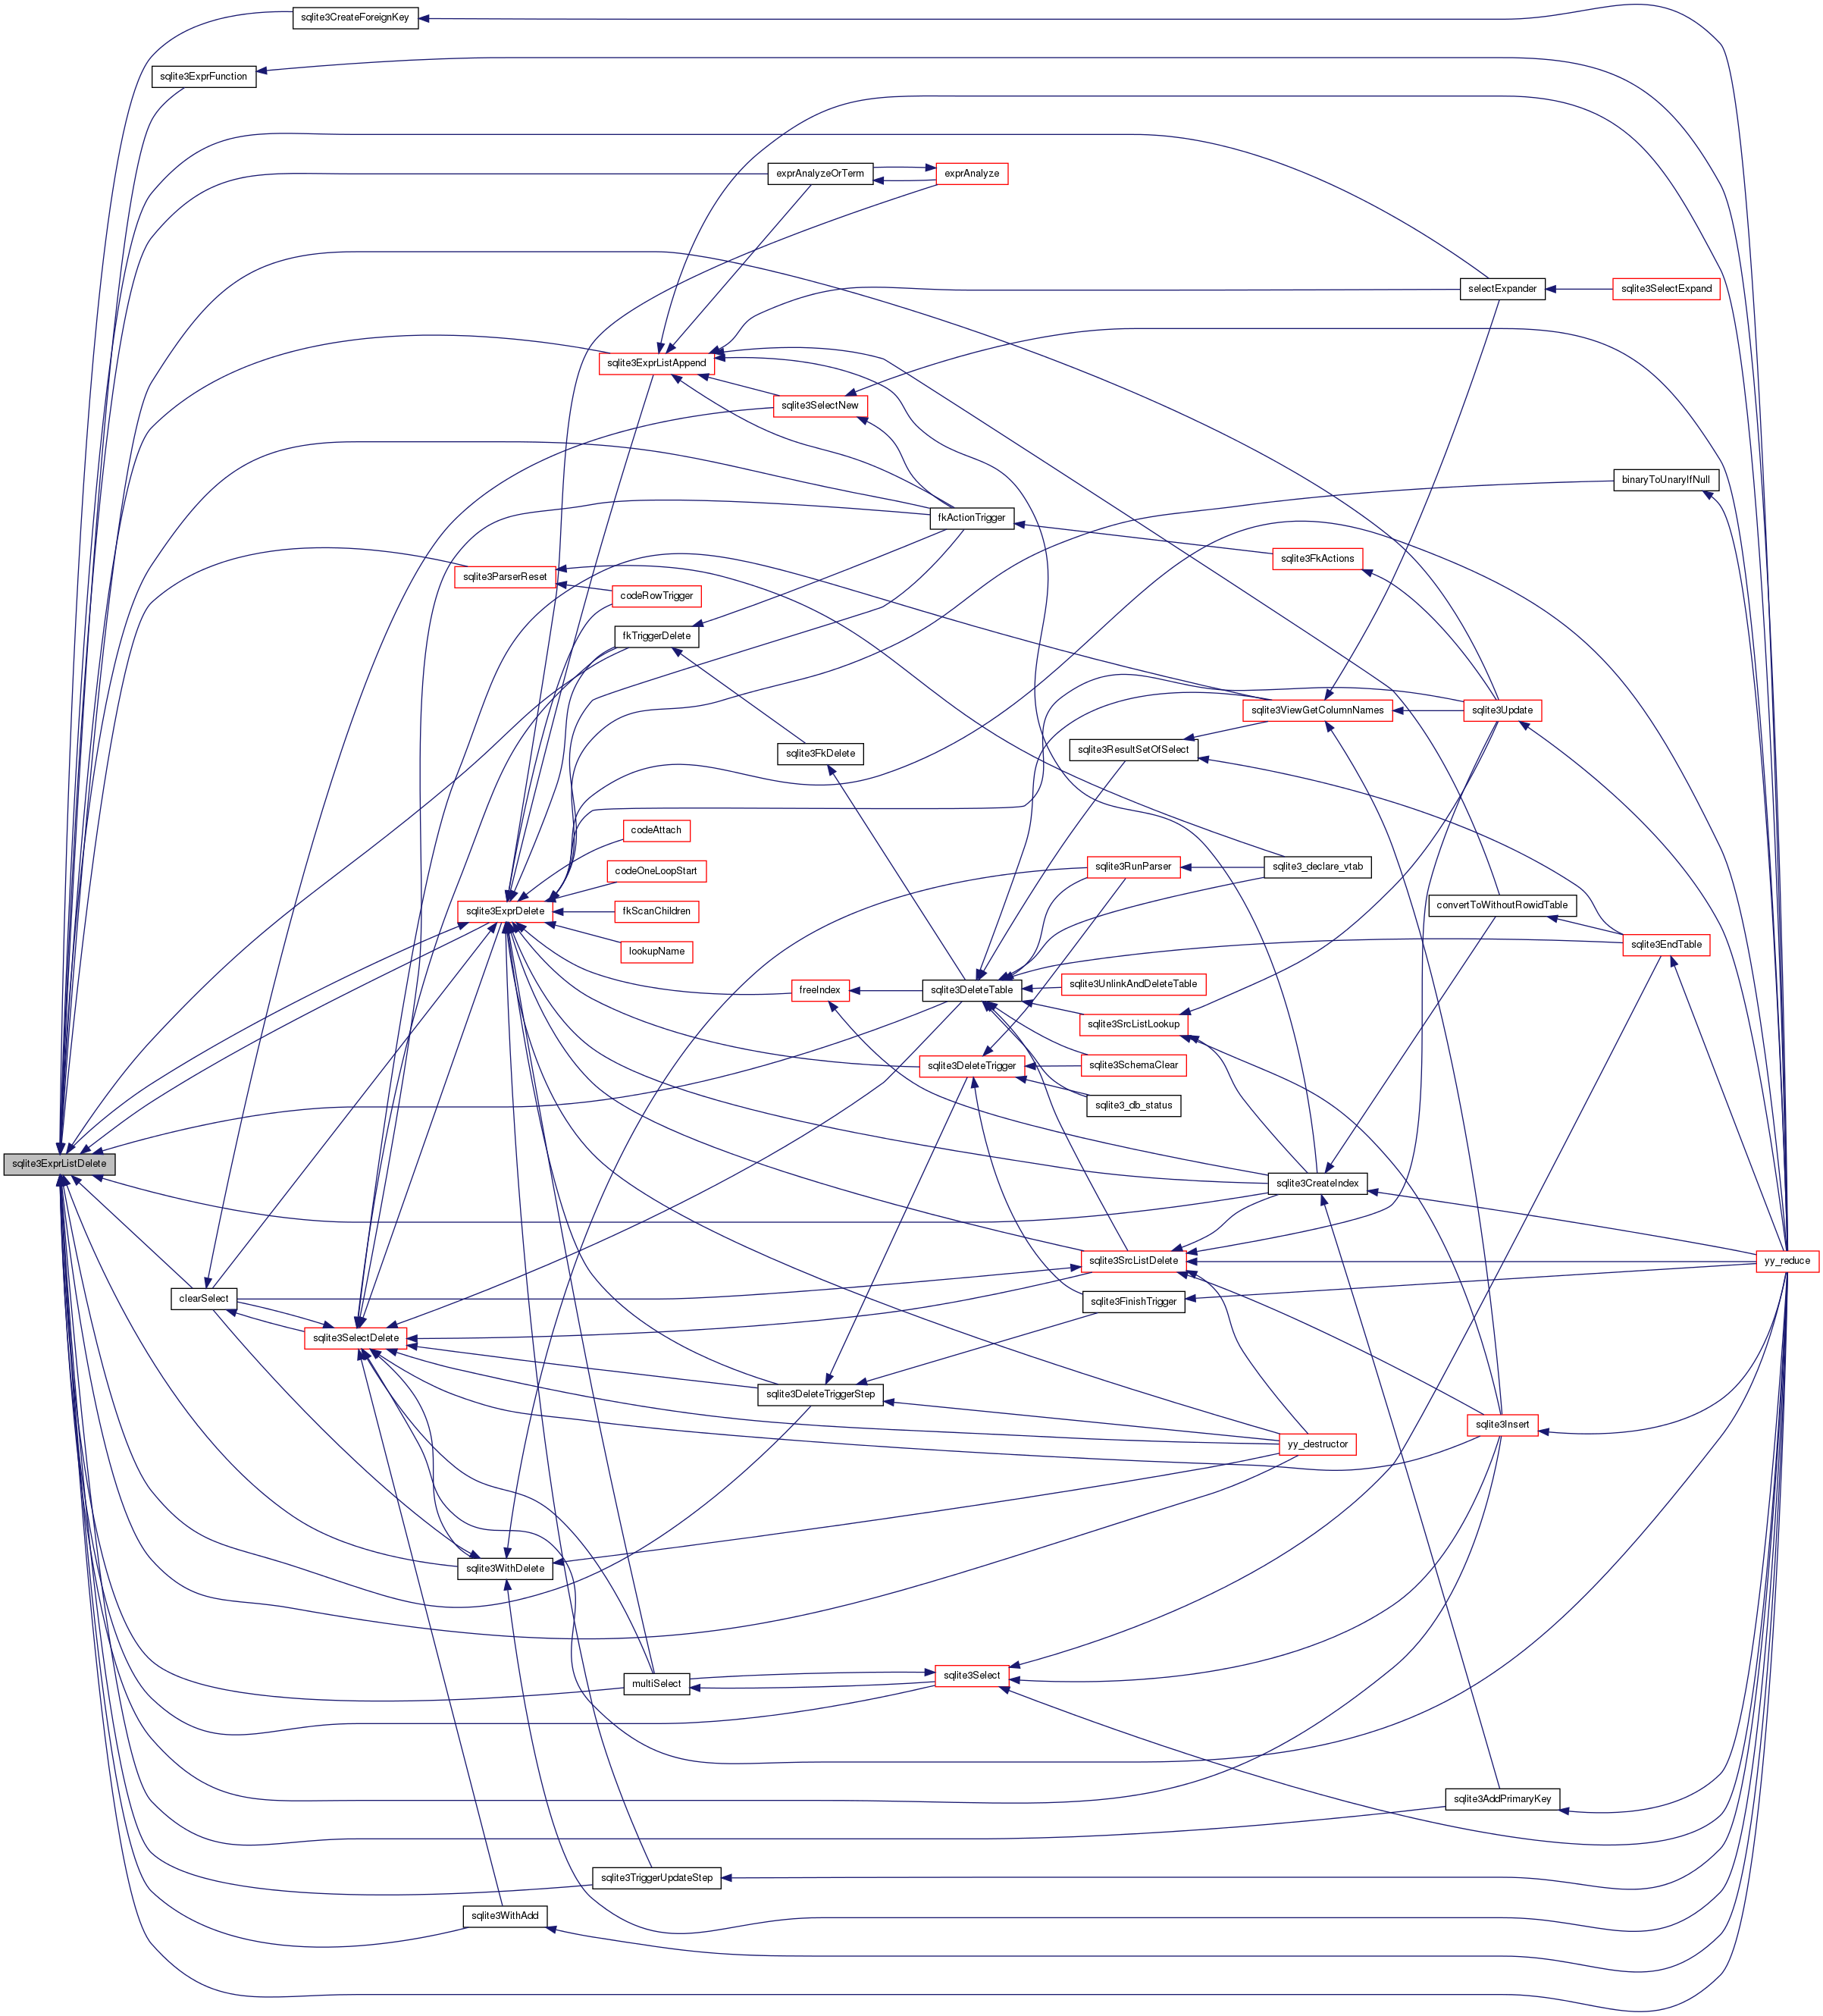 sqlite3CreateForeignKey
sqlite3ExprFunction
exprAnalyzeOrTerm
exprAnalyze
selectExpander
sqlite3SelectExpand
sqlite3ExprListAppend
sqlite3SelectNew
binaryToUnaryIfNull
fkActionTrigger
sqlite3FkActions
sqlite3ParserReset
codeRowTrigger
fkTriggerDelete
sqlite3ViewGetColumnNames
sqlite3Update
sqlite3ResultSetOfSelect
sqlite3FkDelete
codeAttach
codeOneLoopStart
sqlite3RunParser
sqlite3_declare_vtab
sqlite3ExprDelete
fkScanChildren
convertToWithoutRowidTable
lookupName
sqlite3EndTable
freeIndex
sqlite3DeleteTable
sqlite3UnlinkAndDeleteTable
sqlite3SrcListLookup
sqlite3DeleteTrigger
sqlite3SchemaClear
sqlite3_db_status
sqlite3ExprListDelete
sqlite3CreateIndex
sqlite3SrcListDelete
yy_reduce
clearSelect
sqlite3FinishTrigger
sqlite3SelectDelete
sqlite3DeleteTriggerStep
sqlite3Insert
yy_destructor
sqlite3WithDelete
multiSelect
sqlite3Select
sqlite3AddPrimaryKey
sqlite3TriggerUpdateStep
sqlite3WithAdd